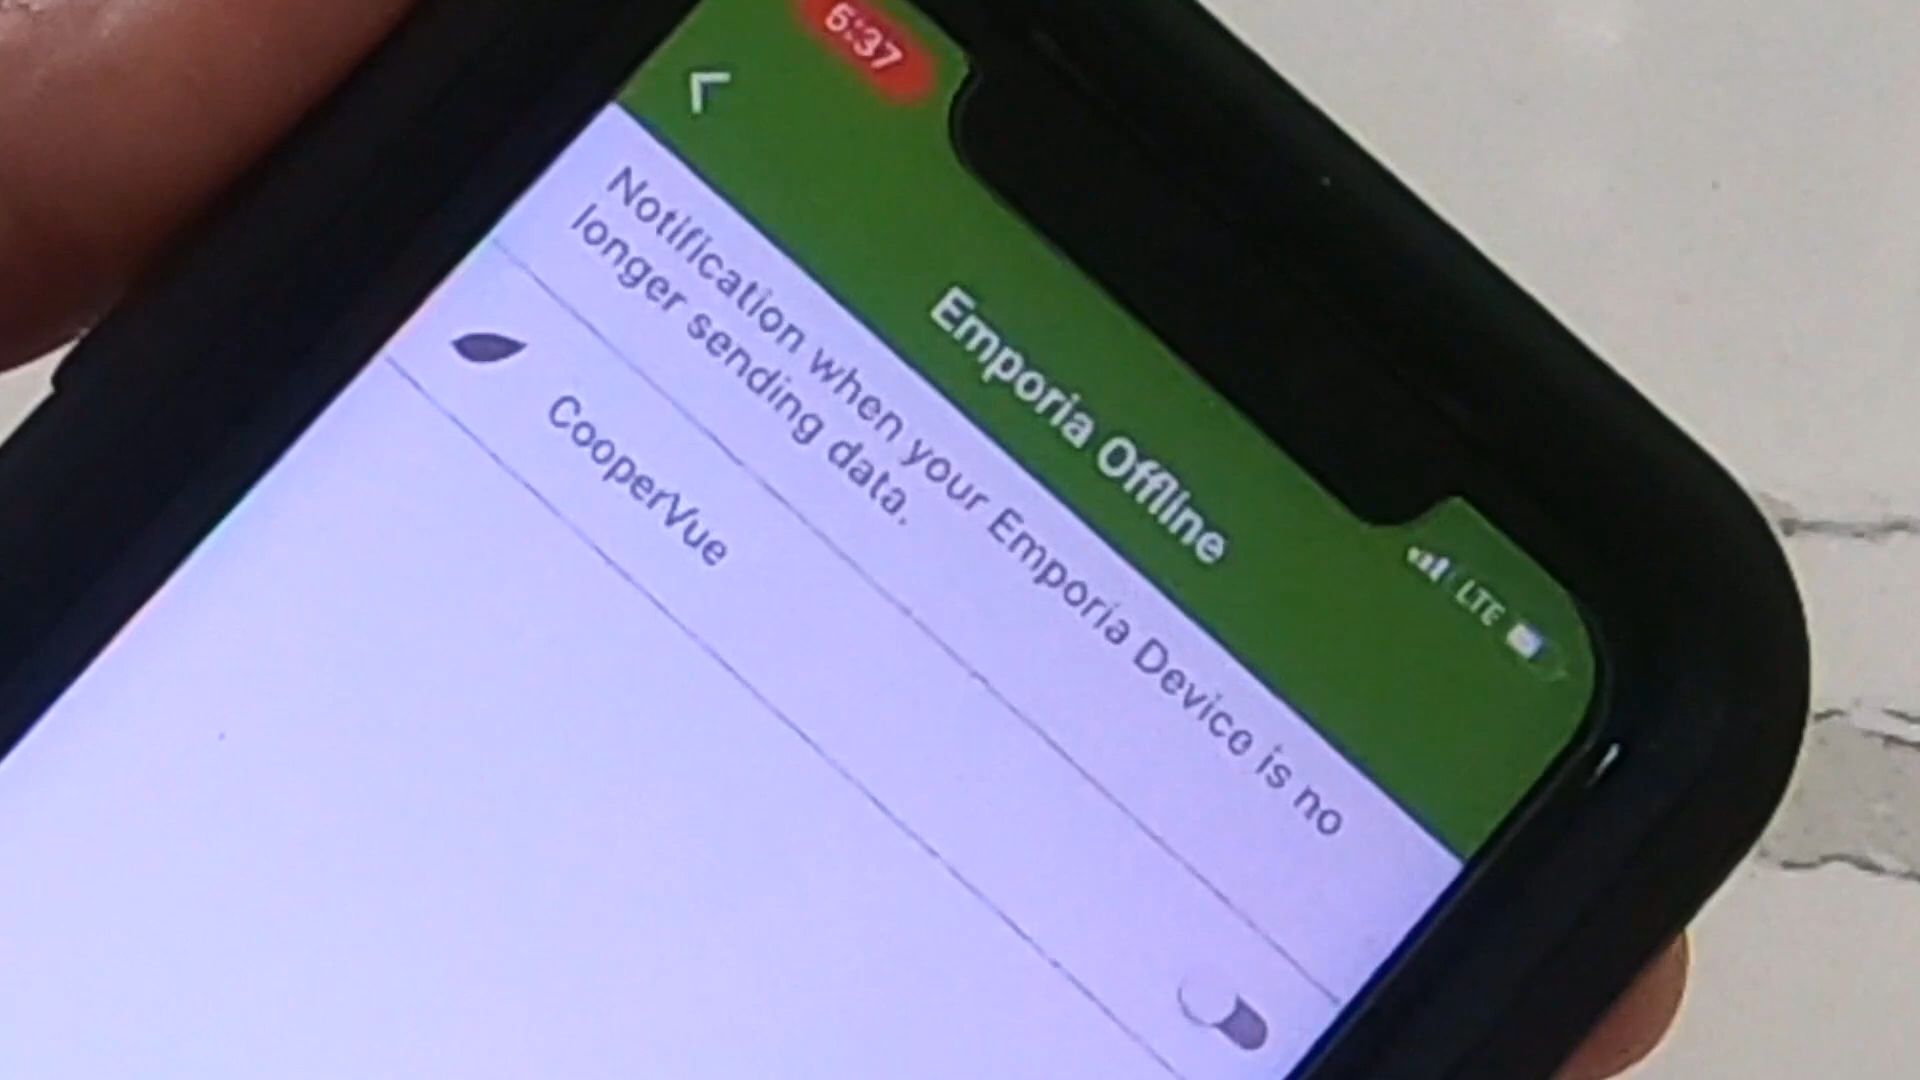 6:37
LTE
Emporia Offline
Notification when your Emporia Device is no
longer sending data.
CooperVue